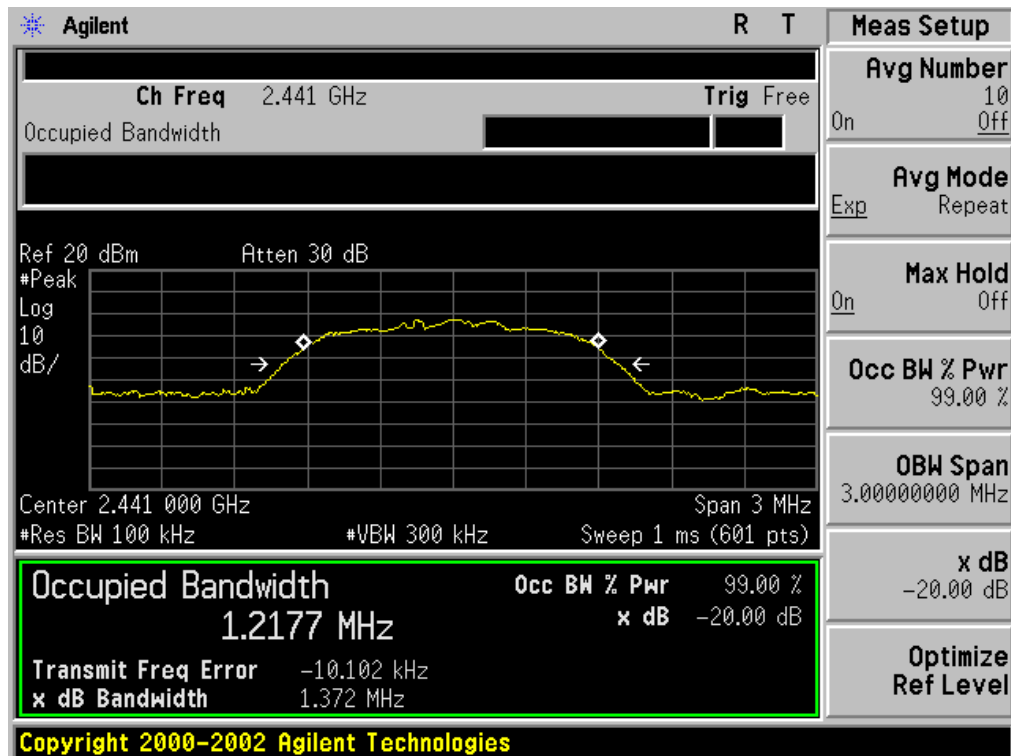 Agilent R T
Ch Freq 2.441 GHz Trig Free
Occupied Bandwidth
Ref 20 dBm Atten 30 dB
#Peak
Log
10
dB/
Center 2.441 000 GHz Span 3 MHz
#Res BW 100 kHz #VBW 300 kHz Sweep 1 ms (601 pts)
Occupied Bandwidth Occ BW % Pwr 99.00 %
1.2177 MHz x dB -20.00 dB
Transmit Freq Error -10.102 kHz
x dB Bandwidth 1.372 MHz
Copyright 2000-2002 Agilent Technologies
Meas Setup
Avg Number
10
On Off
Avg Mode
Exp Repeat
Max Hold
On Off
Occ BW % Pwr
99.00 %
OBW Span
3.00000000 MHz
x dB
-20.00 dB
Optimize
Ref Level